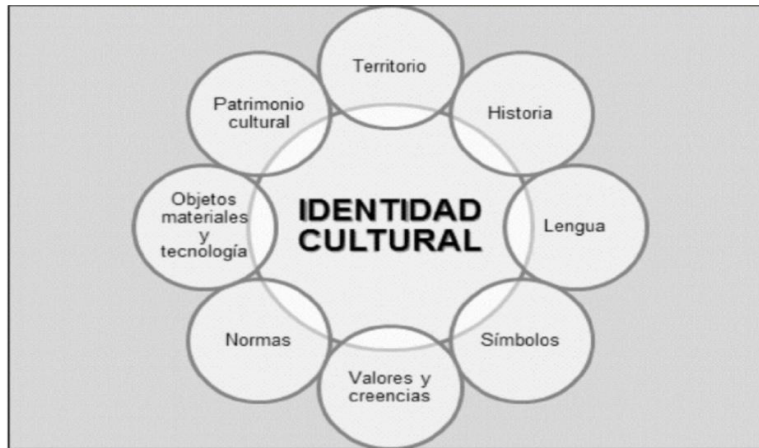 Territorio
Historia
Lengua
Símbolos
Valores y
creencias
Normas
Objetos
materiales
y
tecnología
Patrimonio
cultural
IDENTIDAD
CULTURAL